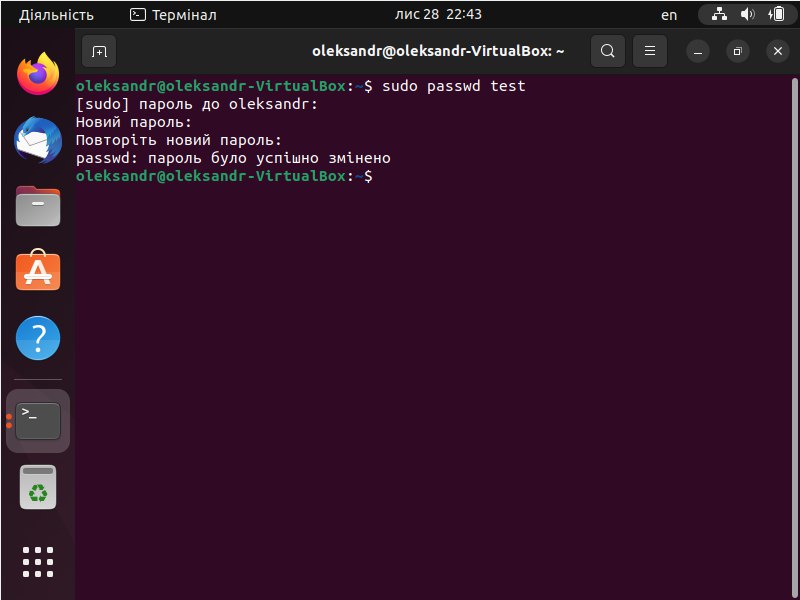 Діяльність
Термінал
лис 28 22:43
en
oleksandr@oleksandr-VirtualBox: ~
oleksandr@oleksandr-VirtualBox:~$ sudo passwd test
[sudo] пароль до oleksandr:
Новий пароль:
Повторіть новий пароль:
passwd: пароль було успішно змінено
oleksandr@oleksandr-VirtualBox:~$